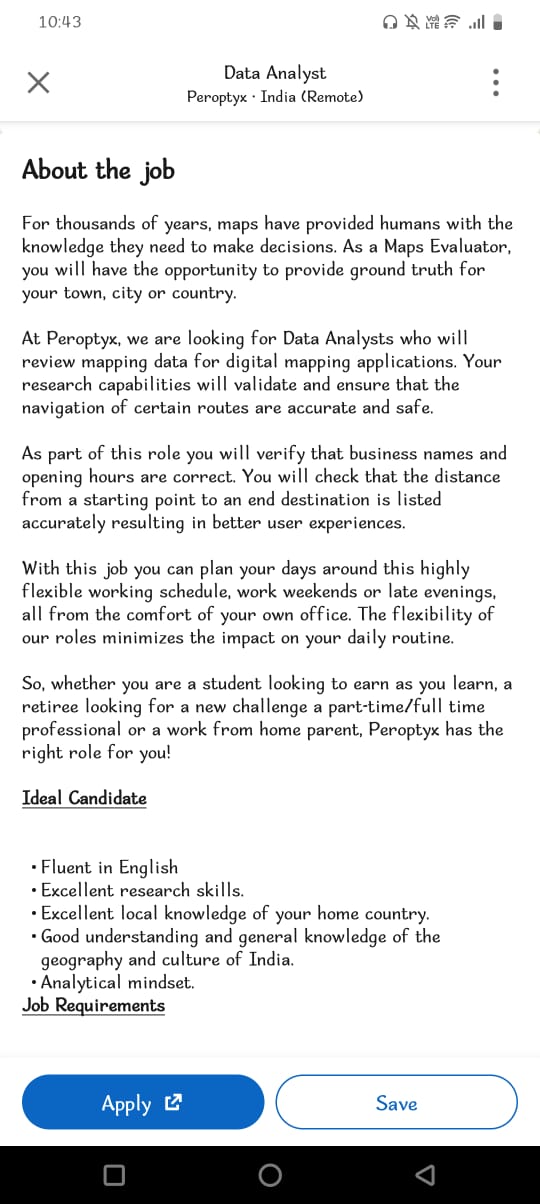 10:43
Vo) LTE
Data Analyst
Peroptyx · India (Remote)
About the job
For thousands of years, maps have provided humans with the
knowledge they need to make decisions. As a Maps Evaluator,
you will have the opportunity to provide ground truth for
your town, city or country.
At Peroptyx, we are looking for Data Analysts who will
review mapping data for digital mapping applications. Your
research capabilities will validate and ensure that the
navigation of certain routes are accurate and safe.
As part of this role you will verify that business names and
opening hours are correct. You will check that the distance
from a starting point to an end destination is listed
accurately resulting in better user experiences.
With this job you can plan your days around this highly
flexible working schedule, work weekends or late evenings,
all from the comfort of your own office. The flexibility of
our roles minimizes the impact on your daily routine.
So, whether you are a student looking to earn as you learn, a
retiree looking for a new challenge a part-time/full time
professional or a work from home parent, Peroptyx has the
right role for you!
Ideal Candidate
• Fluent in English
• Excellent research skills.
• Excellent local knowledge of your home country.
• Good understanding and general knowledge of the
geography and culture of India.
• Analytical mindset.
Job Requirements
Apply
Save